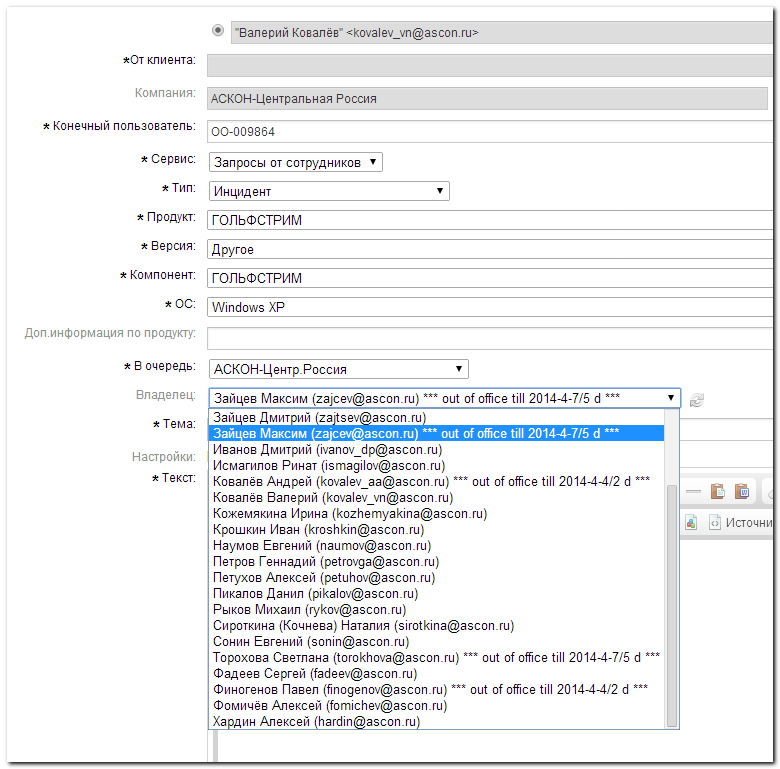 "Валерий Ковалёв" <kovalev_vn@ascon.ru>
*От клиента:
Компания: АСКОН-Центральная Россия
* Конечный пользователь: ОО-009864
* Сервис: Запросы от сотрудников
* Тип: Инцидент
* Продукт: ГОЛЬФСТРИМ
* Версия: Другое
* Компонент: ГОЛЬФСТРИМ
* ОС: Windows XP
Доп.информация по продукту:
* В очередь: АСКОН-Центр.Россия
Владелец: Зайцев Максим (zajcev@ascon.ru) *** out of office till 2014-4-7/5 d ***
* Тема:
Настройки:
* Текст:
Зайцев Дмитрий (zajtsev@ascon.ru)
Зайцев Максим (zajcev@ascon.ru) *** out of office till 2014-4-7/5 d ***
Иванов Дмитрий (ivanov_dp@ascon.ru)
Исмагилов Ринат (ismagilov@ascon.ru)
Ковалёв Андрей (kovalev_aa@ascon.ru) *** out of office till 2014-4-4/2 d ***
Ковалёв Валерий (kovalev_vn@ascon.ru)
Кожемякина Ирина (kozhemyakina@ascon.ru)
Крошкин Иван (kroshkin@ascon.ru)
Наумов Евгений (naumov@ascon.ru)
Петров Геннадий (petrovga@ascon.ru)
Петухов Алексей (petuhov@ascon.ru)
Пикалов Данил (pikalov@ascon.ru)
Рыков Михаил (rykov@ascon.ru)
Сироткина (Кочнева) Наталия (sirotkina@ascon.ru)
Сонин Евгений (sonin@ascon.ru)
Торохова Светлана (torokhova@ascon.ru) *** out of office till 2014-4-7/5 d ***
Фадеев Сергей (fadeev@ascon.ru)
Финогенов Павел (finogenov@ascon.ru) *** out of office till 2014-4-4/2 d ***
Фомичёв Алексей (fomichev@ascon.ru)
Хардин Алексей (hardin@ascon.ru)
Источни